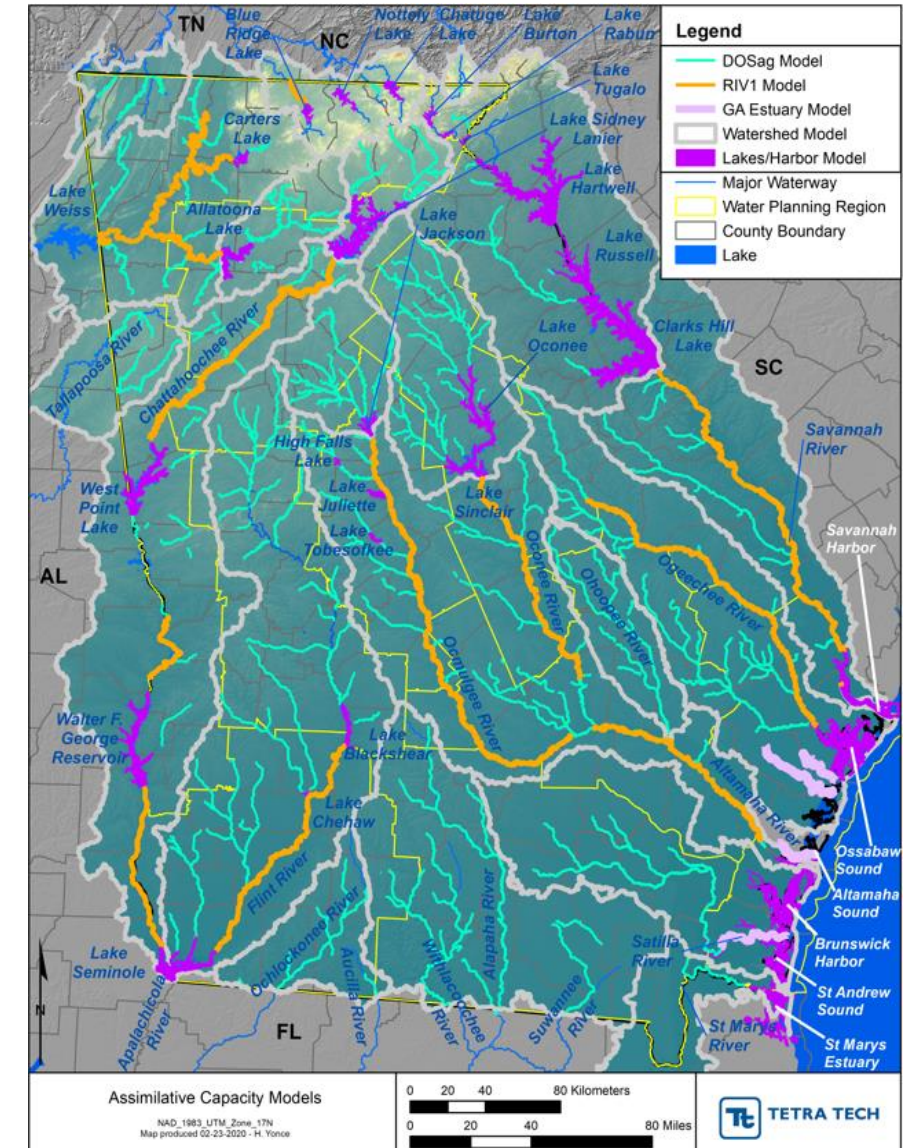 TN
NC
Blue
Ridge
Lake
Nottely
Lake
Chatuge
Lake
Lake
Burton
Lake
Rabun
Lake
Tugalo
Lake Sidney
Lanier
Carters
Lake
Lake
Hartwell
Lake
Weiss
Allatoona
Lake
Lake
Jackson
Lake
Russell
Lake
Oconee
Clarks Hill
Lake
SC
Tallapoosa River
Chattahoochee River
Savannah
River
High Falls
Lake
West
Point
Lake
Lake
Juliette
Lake
Sinclair
Lake
Tobesofkee
Savannah
Harbor
AL
Oconee River
Ohoopee River
Ogeechee River
Ocmulgee River
Walter F.
George
Reservoir
Lake
Blackshear
Altamaha River
Lake
Chehaw
Ossabaw
Sound
Flint River
Altamaha
Sound
Lake
Seminole
Ochlockonee River
Aucilla River
Withlacoochee
River
Alapaha River
Suwannee
River
Satilla
River
Brunswick
Harbor
St Andrew
Sound
Apalachicola
River
FL
St Marys
River
St Marys
Estuary
N
Legend
DOSag Model
RIV1 Model
GA Estuary Model
Watershed Model
Lakes/Harbor Model
Major Waterway
Water Planning Region
County Boundary
Lake
Assimilative Capacity Models
NAD_1983_UTM_Zone_17N
Map produced 02-23-2020 - H. Yonce
0 20 40 80 Kilometers
0 20 40 80 Miles
Tt TETRA TECH